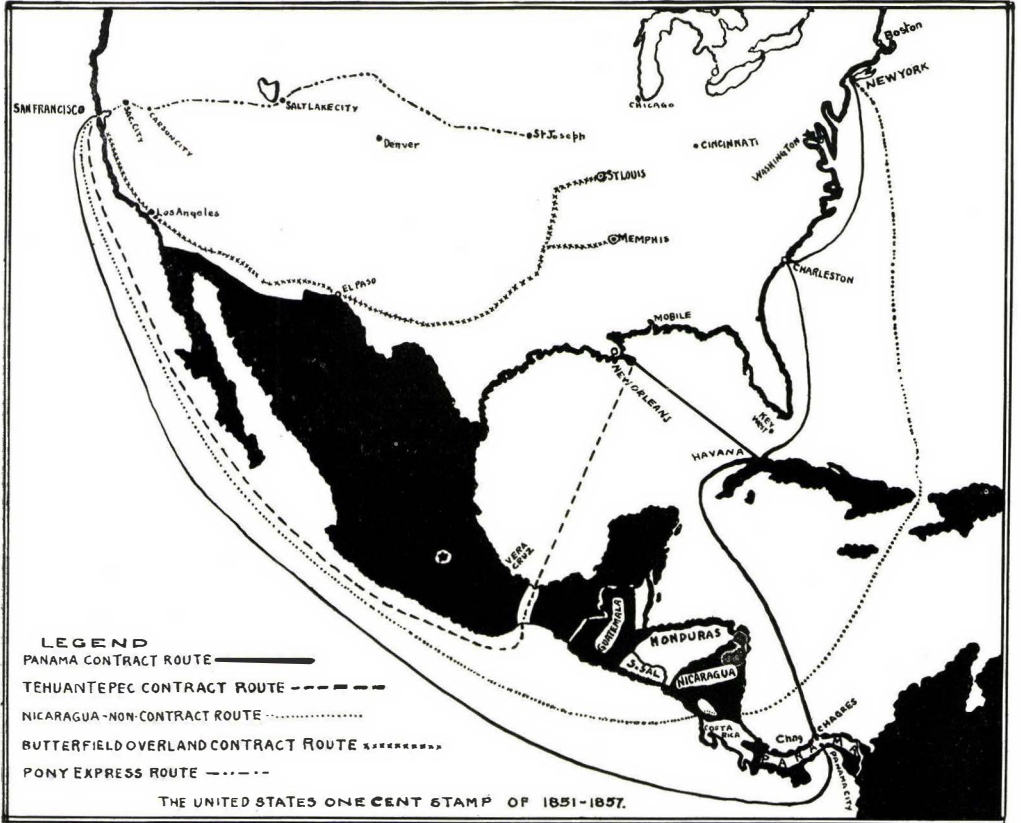 Boston
NEW YORK
CHICAGO
SAN FRANCISCO
SAC. CITY
CARSON CITY
SALT LAKE CITY
Denver
St Joseph
CINCINNATI
WASHINGTON
ST LOUIS
Los Angeles
MEMPHIS
CHARLESTON
EL PASO
MOBILE
NEW ORLEANS
KEY
WEST
HAVANA
VERA
CRUZ
GUATEMALA
HONDURAS
S. SAL
NICARAGUA
COSTA
RICA
Chag
CHAGRES
PANAMA
PANAMA CITY
LEGEND
PANAMA CONTRACT ROUTE
TEHUANTEPEC CONTRACT ROUTE
NICARAGUA-NON-CONTRACT ROUTE
BUTTERFIELD OVERLAND CONTRACT ROUTE
PONY EXPRESS ROUTE
THE UNITED STATES ONE CENT STAMP OF 1851-1857.